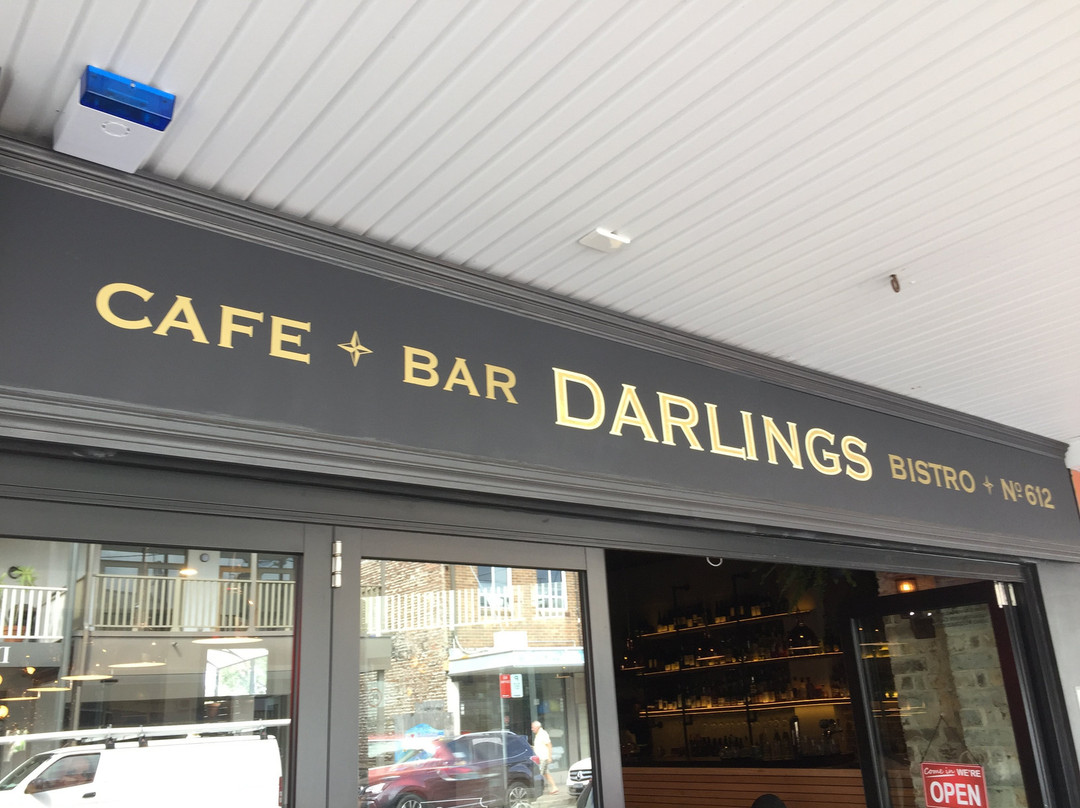 CAFE + BAR DARLINGS BISTRO + Nº 612
Come in WE'RE
OPEN